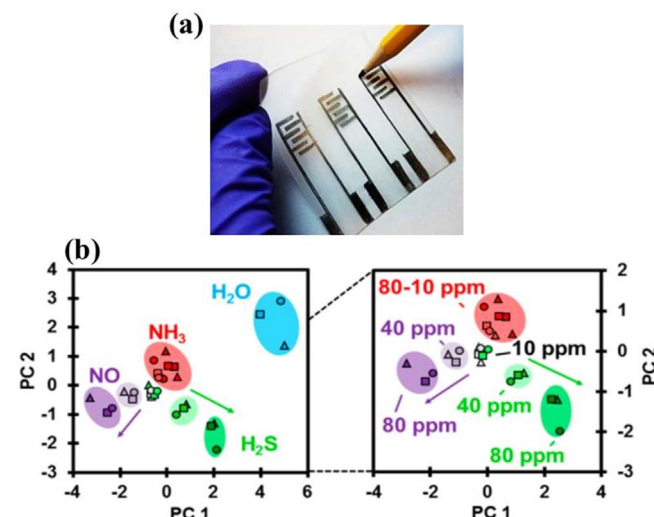 (a)
(b)
PC 2
4
3
2
1
0
-1
-2
-3
-4 -2 0 2 4 6
PC 1
H₂O
NH₃
NO
H₂S
80-10 ppm
40 ppm
10 ppm
80 ppm
40 ppm
80 ppm
2
1
0
-1
-2
-3
PC 2
-4 -2 0 2 4
PC 1